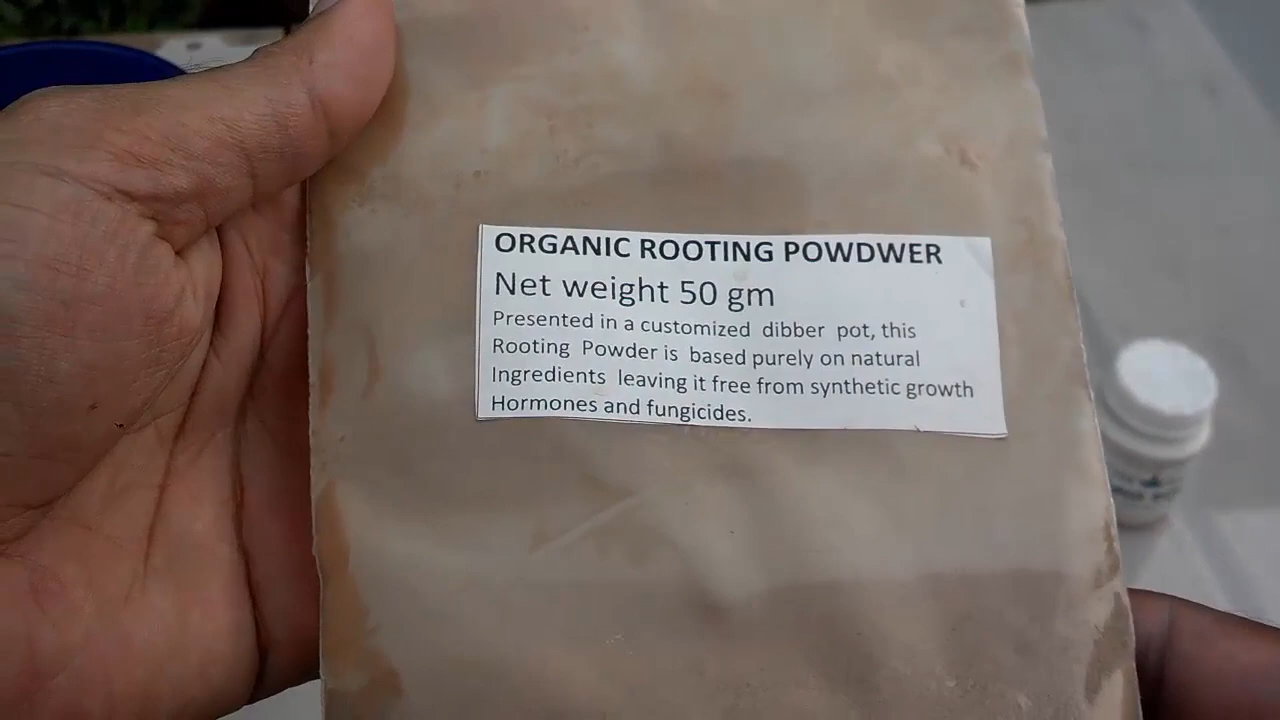 ORGANIC ROOTING POWDWER
Net weight 50 gm
Presented in a customized dibber pot, this
Rooting Powder is based purely on natural
Ingredients leaving it free from synthetic growth
Hormones and fungicides.